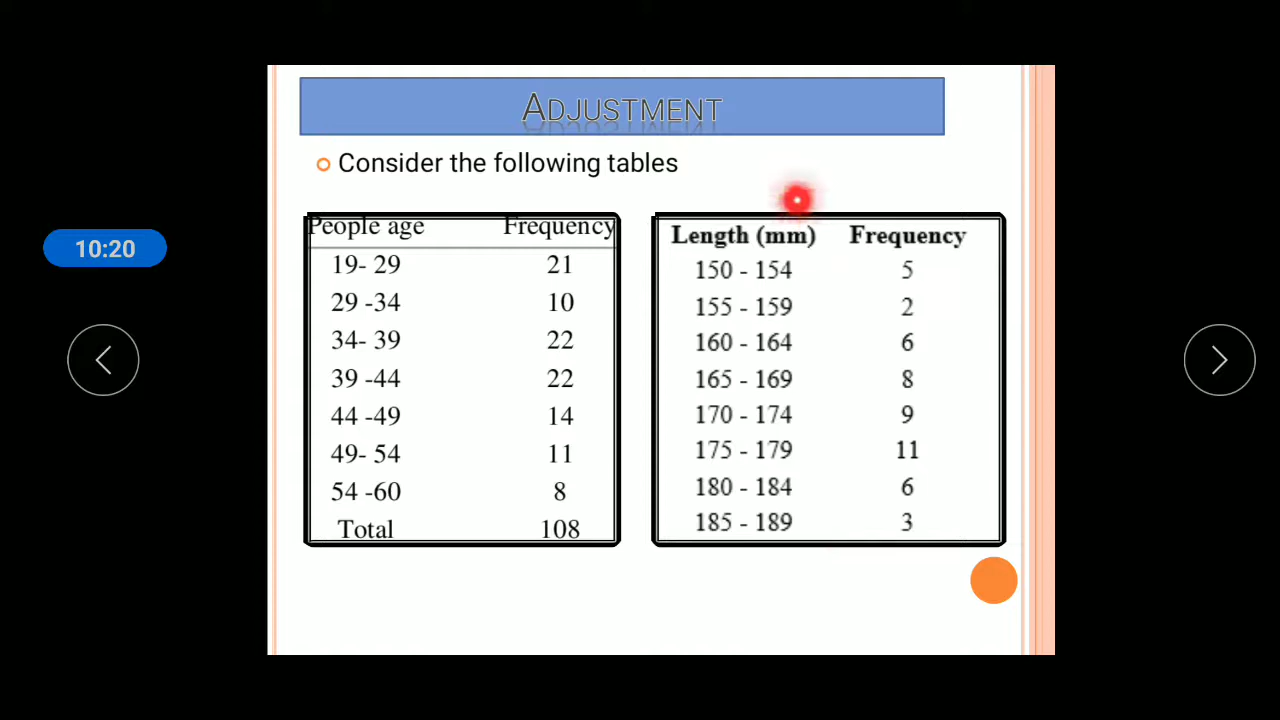 ADJUSTMENT
Consider the following tables
10:20
People age Frequency
19- 29 21
29 -34 10
34- 39 22
39 -44 22
44 -49 14
49- 54 11
54 -60 8
Total 108
Length (mm) Frequency
150 - 154 5
155 - 159 2
160 - 164 6
165 - 169 8
170 - 174 9
175 - 179 11
180 - 184 6
185 - 189 3